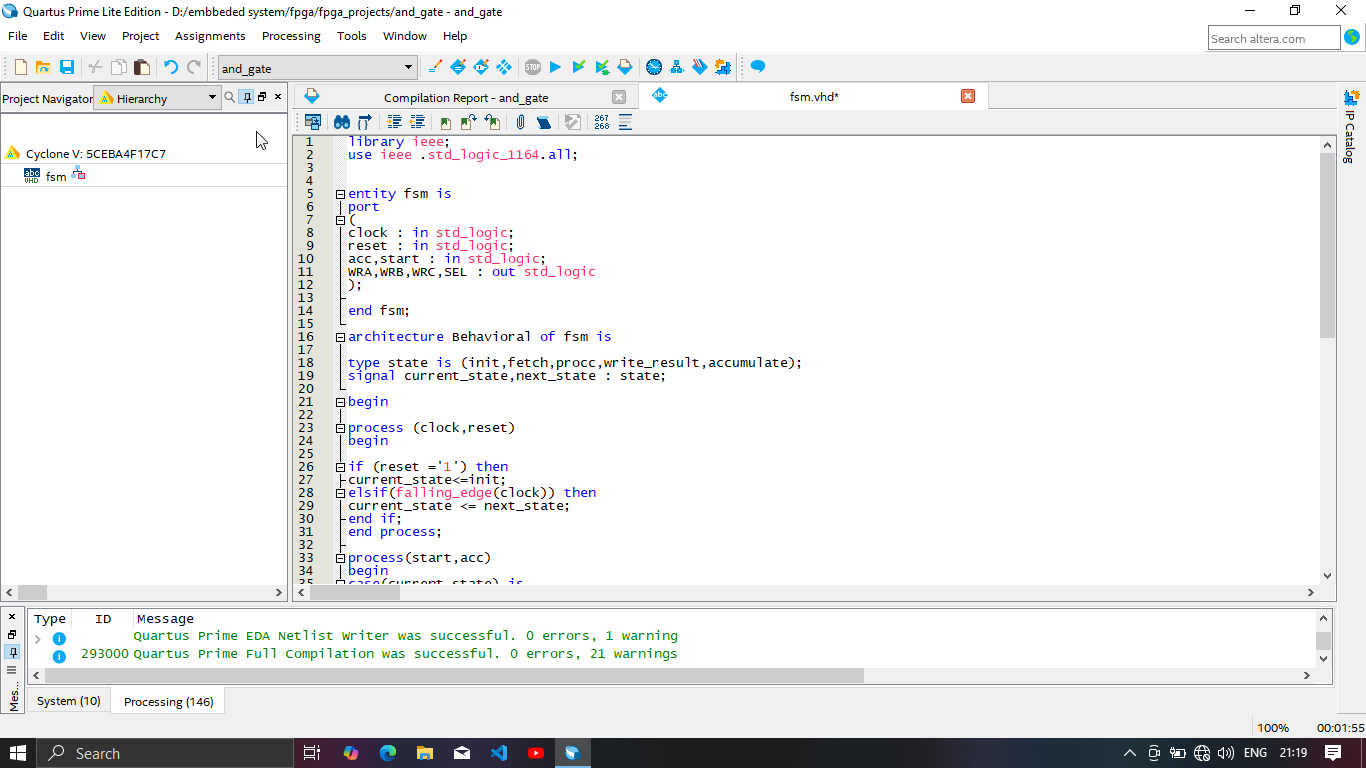 Quartus Prime Lite Edition - D:/embbeded system/fpga/fpga_projects/and_gate - and_gate
File Edit View Project Assignments Processing Tools Window Help
Search altera.com
and_gate
Project Navigator Hierarchy
Compilation Report - and_gate
fsm.vhd*
267
268
IP Catalog
Cyclone V: 5CEBA4F17C7
abc
VHD
fsm
1 library ieee;
2 use ieee .std_logic_1164.all;
3
4
5 entity fsm is
6 port
7 (
8 clock : in std_logic;
9 reset : in std_logic;
10 acc,start : in std_logic;
11 WRA,WRB,WRC,SEL : out std_logic
12 );
13
14 end fsm;
15
16 architecture Behavioral of fsm is
17
18 type state is (init,fetch,procc,write_result,accumulate);
19 signal current_state,next_state : state;
20
21 begin
22
23 process (clock,reset)
24 begin
25
26 if (reset ='1') then
27 current_state<=init;
28 elsif(falling_edge(clock)) then
29 current_state <= next_state;
30 end if;
31 end process;
32
33 process(start,acc)
34 begin
35 case(current_state) is
Type ID Message
Quartus Prime EDA Netlist Writer was successful. 0 errors, 1 warning
293000 Quartus Prime Full Compilation was successful. 0 errors, 21 warnings
Mes...
System (10) Processing (146)
100% 00:01:55
Search
ENG 21:19